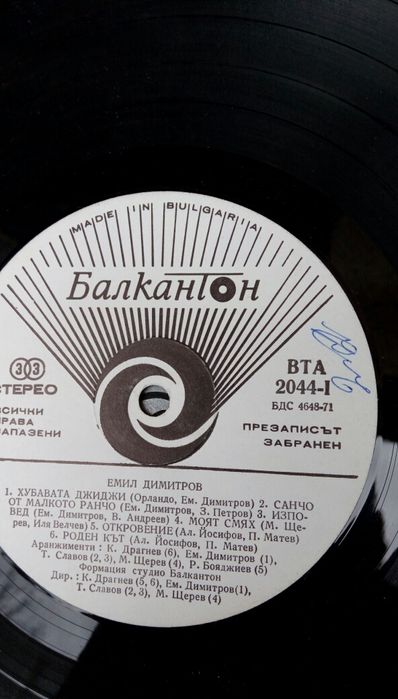 MADE IN BULGARIA
Балкантон
33
СТЕРЕО
ВСИЧКИ
ПРАВА
ЗАПАЗЕНИ
ВТА
2044-I
БДС 4648-71
ПРЕЗАПИСЪТ
ЗАБРАНЕН
ЕМИЛ ДИМИТРОВ
1. ХУБАВАТА ДЖИДЖИ (Орландо, Ем. Димитров) 2. САНЧО
ОТ МАЛКОТО РАНЧО (Ем. Димитров, З. Петров) 3. ИЗПО-
ВЕД (Ем. Димитров, В. Андреев) 4. МОЯТ СМЯХ (М. Ще-
рев, Иля Велчев) 5. ОТКРОВЕНИЕ (Ал. Йосифов, П. Матев)
6. РОДЕН КЪТ (Ал. Йосифов, П. Матев)
Аранжименти: К. Драгнев (6), Ем. Димитров (1),
Т. Славов (2, 3), М. Щерев (4), Р. Бояджиев (5)
Формация студио Балкантон
Дир.: К. Драгнев (5, 6), Ем. Димитров(1),
Т. Славов (2, 3), М. Щерев (4)